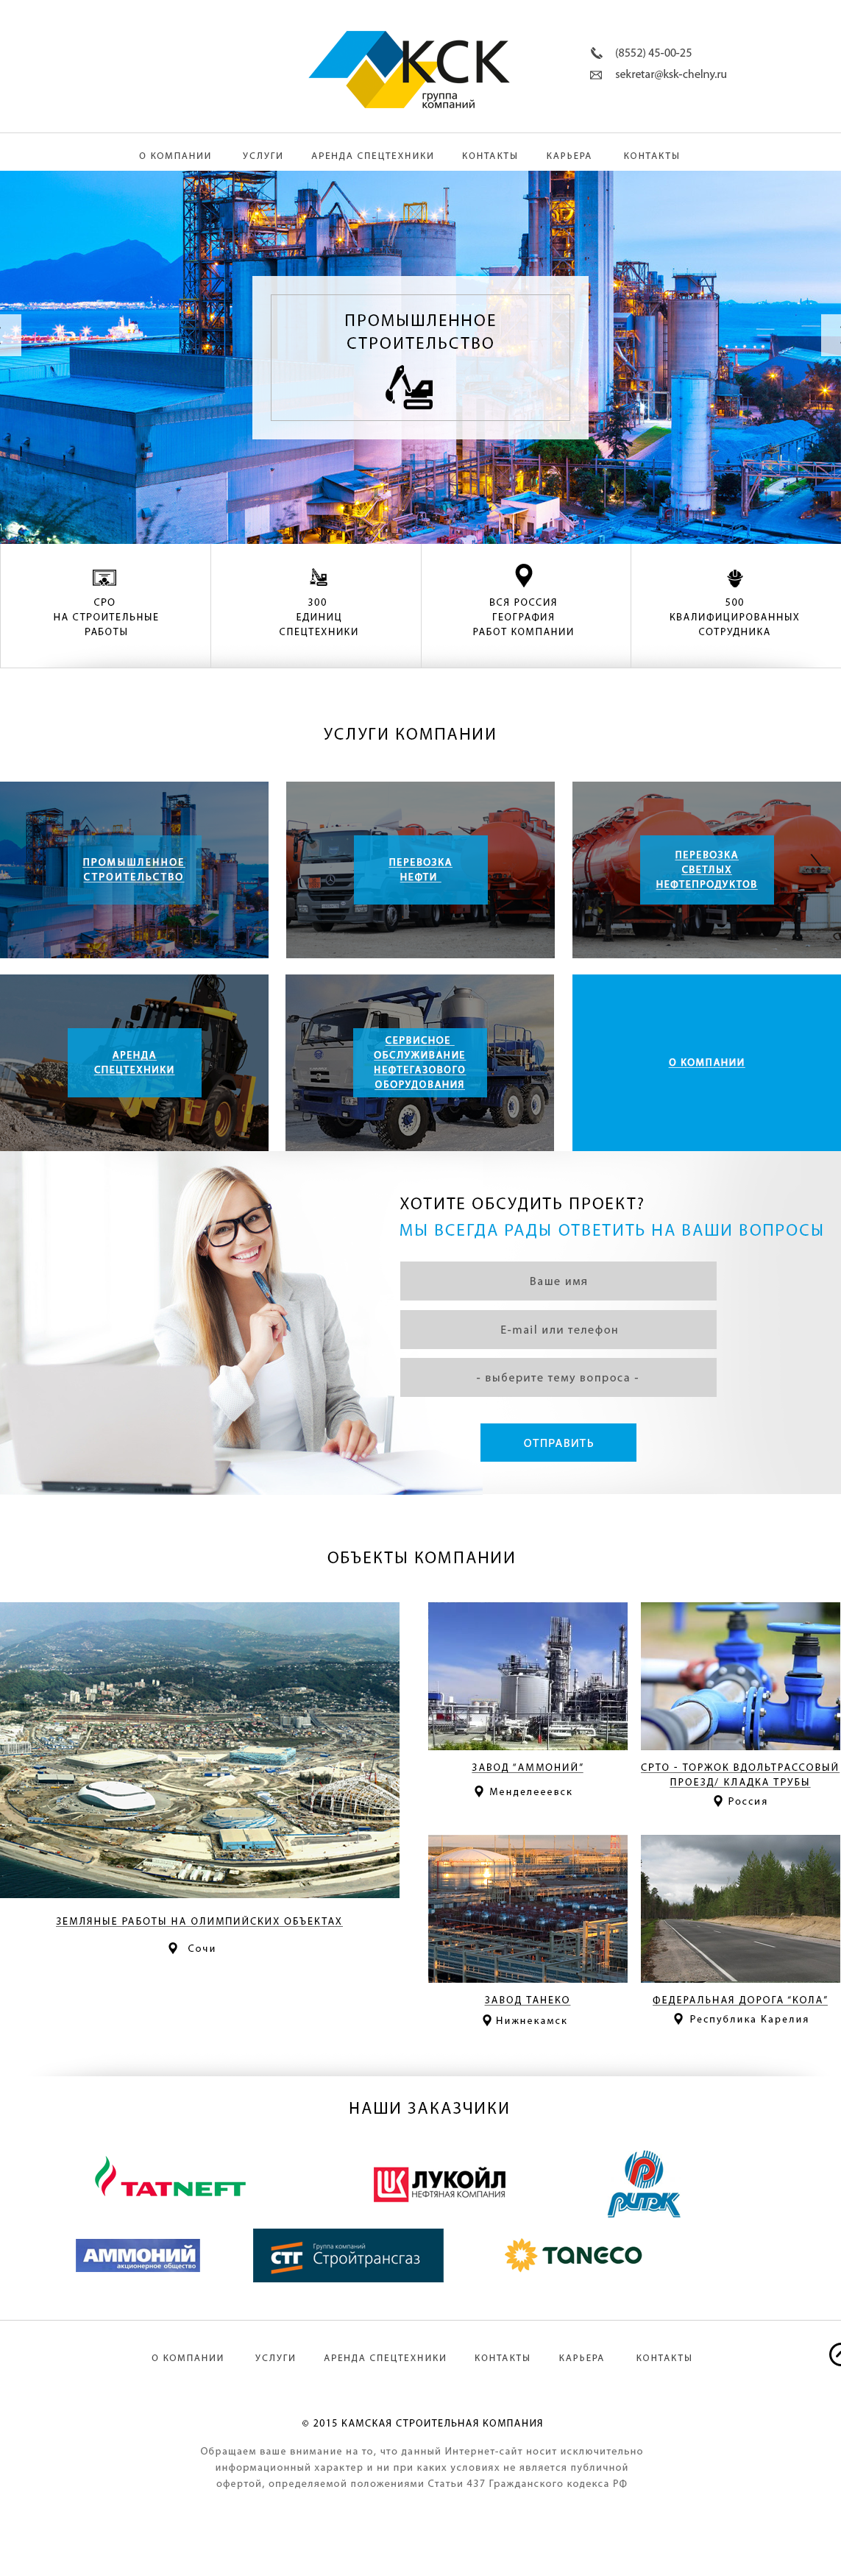 КСК
группа
компаний
(8552) 45-00-25
sekretar@ksk-chelny.ru
О КОМПАНИИ УСЛУГИ АРЕНДА СПЕЦТЕХНИКИ КОНТАКТЫ КАРЬЕРА КОНТАКТЫ
ПРОМЫШЛЕННОЕ
СТРОИТЕЛЬСТВО
СРО
НА СТРОИТЕЛЬНЫЕ
РАБОТЫ
300
ЕДИНИЦ
СПЕЦТЕХНИКИ
ВСЯ РОССИЯ
ГЕОГРАФИЯ
РАБОТ КОМПАНИИ
500
КВАЛИФИЦИРОВАННЫХ
СОТРУДНИКА
УСЛУГИ КОМПАНИИ
ПРОМЫШЛЕННОЕ
СТРОИТЕЛЬСТВО
ПЕРЕВОЗКА
НЕФТИ
ПЕРЕВОЗКА
СВЕТЛЫХ
НЕФТЕПРОДУКТОВ
АРЕНДА
СПЕЦТЕХНИКИ
СЕРВИСНОЕ
ОБСЛУЖИВАНИЕ
НЕФТЕГАЗОВОГО
ОБОРУДОВАНИЯ
О КОМПАНИИ
ХОТИТЕ ОБСУДИТЬ ПРОЕКТ?
МЫ ВСЕГДА РАДЫ ОТВЕТИТЬ НА ВАШИ ВОПРОСЫ
Ваше имя
E-mail или телефон
- выберите тему вопроса -
ОТПРАВИТЬ
ОБЪЕКТЫ КОМПАНИИ
ЗЕМЛЯНЫЕ РАБОТЫ НА ОЛИМПИЙСКИХ ОБЪЕКТАХ
Сочи
ЗАВОД "АММОНИЙ"
Менделееевск
СРТО - ТОРЖОК ВДОЛЬТРАССОВЫЙ
ПРОЕЗД/ КЛАДКА ТРУБЫ
Россия
ЗАВОД ТАНЕКО
Нижнекамск
ФЕДЕРАЛЬНАЯ ДОРОГА "КОЛА"
Республика Карелия
НАШИ ЗАКАЗЧИКИ
TATNEFT
ЛУКОЙЛ
НЕФТЯНАЯ КОМПАНИЯ
РИТЭК
АММОНИЙ
акционерное общество
СТГ
Группа компаний
Стройтрансгаз
TANECO
О КОМПАНИИ УСЛУГИ АРЕНДА СПЕЦТЕХНИКИ КОНТАКТЫ КАРЬЕРА КОНТАКТЫ
© 2015 КАМСКАЯ СТРОИТЕЛЬНАЯ КОМПАНИЯ
Обращаем ваше внимание на то, что данный Интернет-сайт носит исключительно
информационный характер и ни при каких условиях не является публичной
офертой, определяемой положениями Статьи 437 Гражданского кодекса РФ